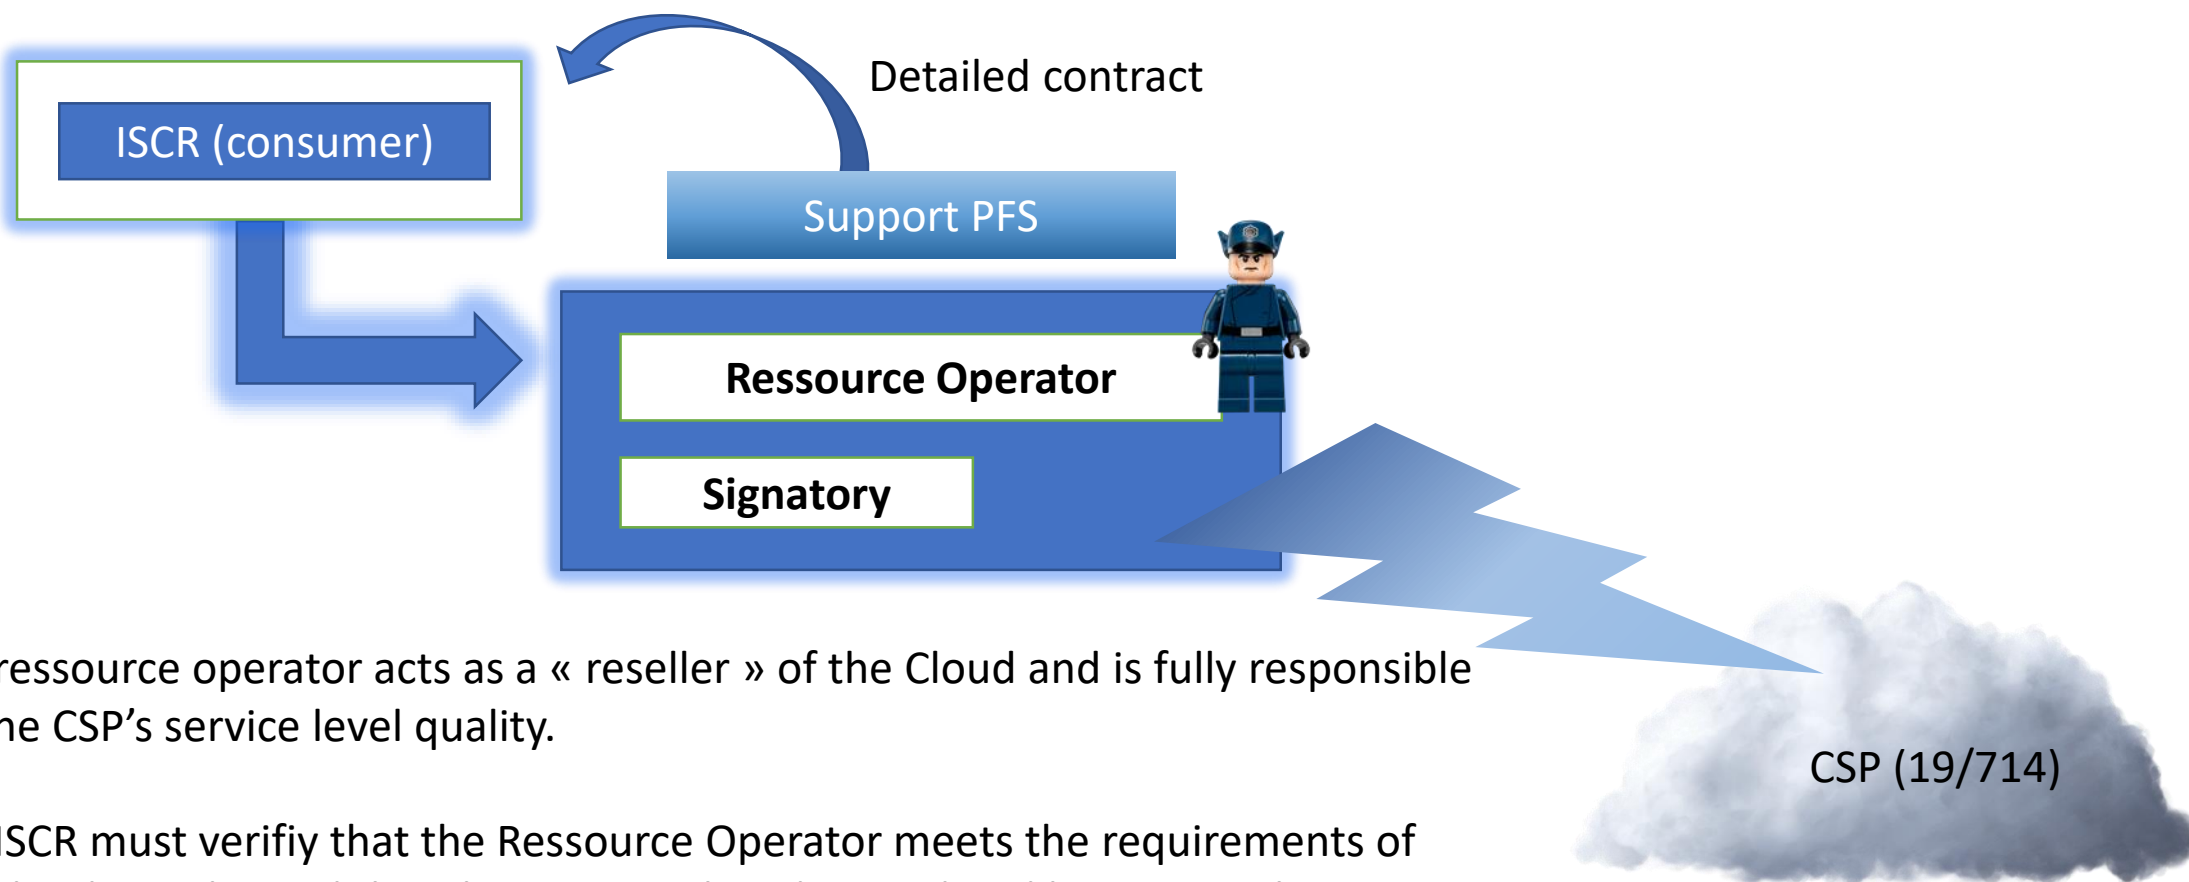 Detailed contract
ISCR (consumer)
Support PFS
Ressource Operator
Signatory
ressource operator acts as a « reseller » of the Cloud and is fully responsible
CSP’s service level quality.
CSP (19/714)
ISCR must verifiy that the Ressource Operator meets the requirements of